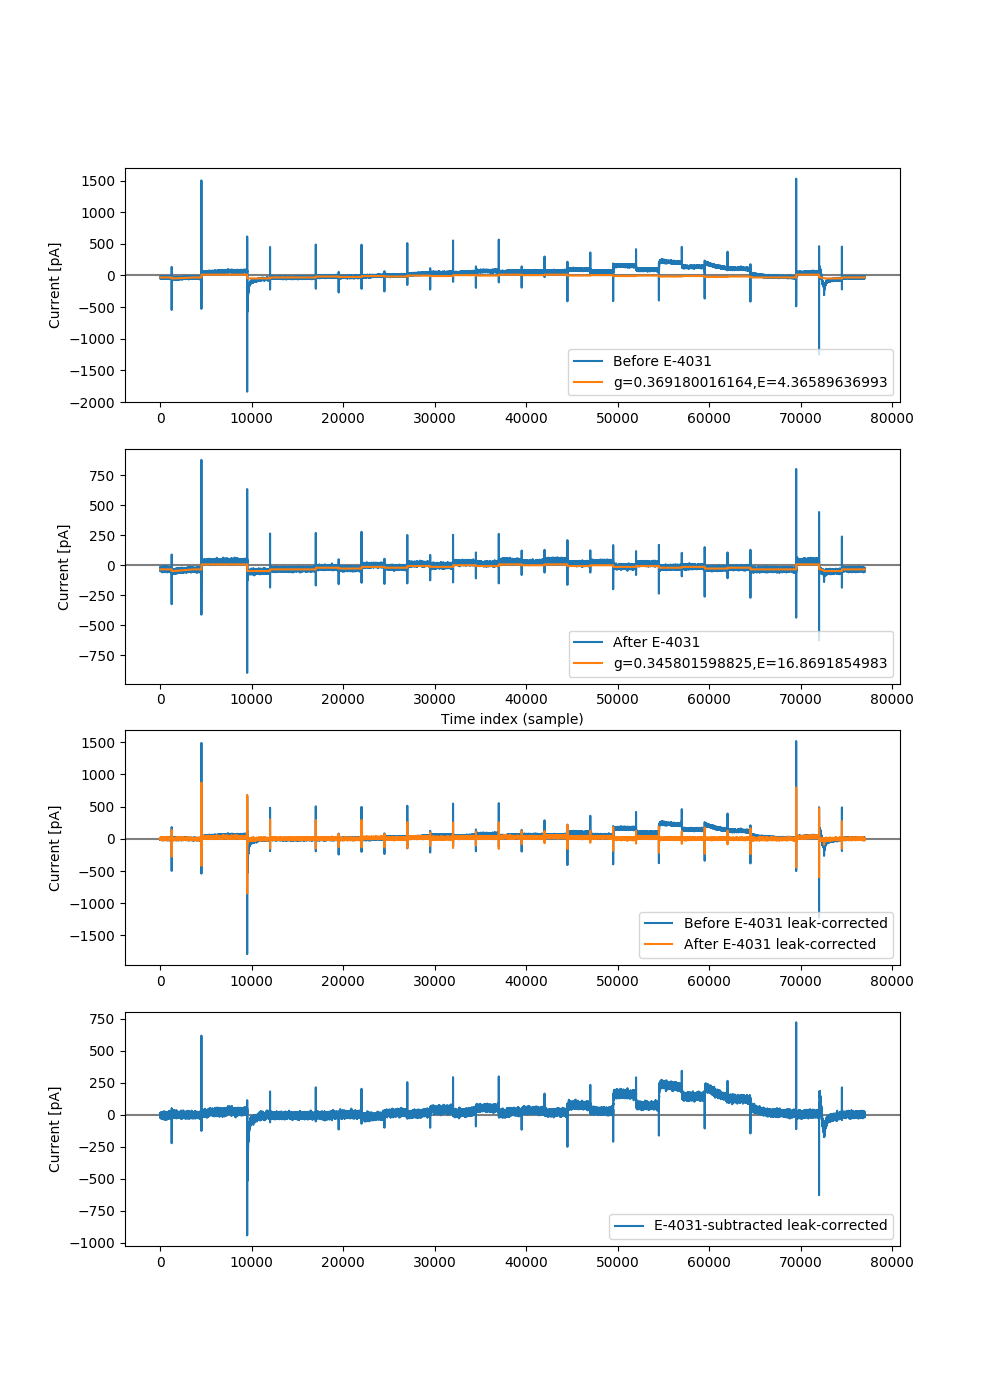 1500
1000
500
0
−500
−1000
−1500
−2000
Current [pA]
Before E-4031
g=0.369180016164,E=4.36589636993
0 10000 20000 30000 40000 50000 60000 70000 80000
750
500
250
0
−250
−500
−750
Current [pA]
After E-4031
g=0.345801598825,E=16.8691854983
0 10000 20000 30000 40000 50000 60000 70000 80000
Time index (sample)
1500
1000
500
0
−500
−1000
−1500
Current [pA]
Before E-4031 leak-corrected
After E-4031 leak-corrected
0 10000 20000 30000 40000 50000 60000 70000 80000
750
500
250
0
−250
−500
−750
−1000
Current [pA]
E-4031-subtracted leak-corrected
0 10000 20000 30000 40000 50000 60000 70000 80000